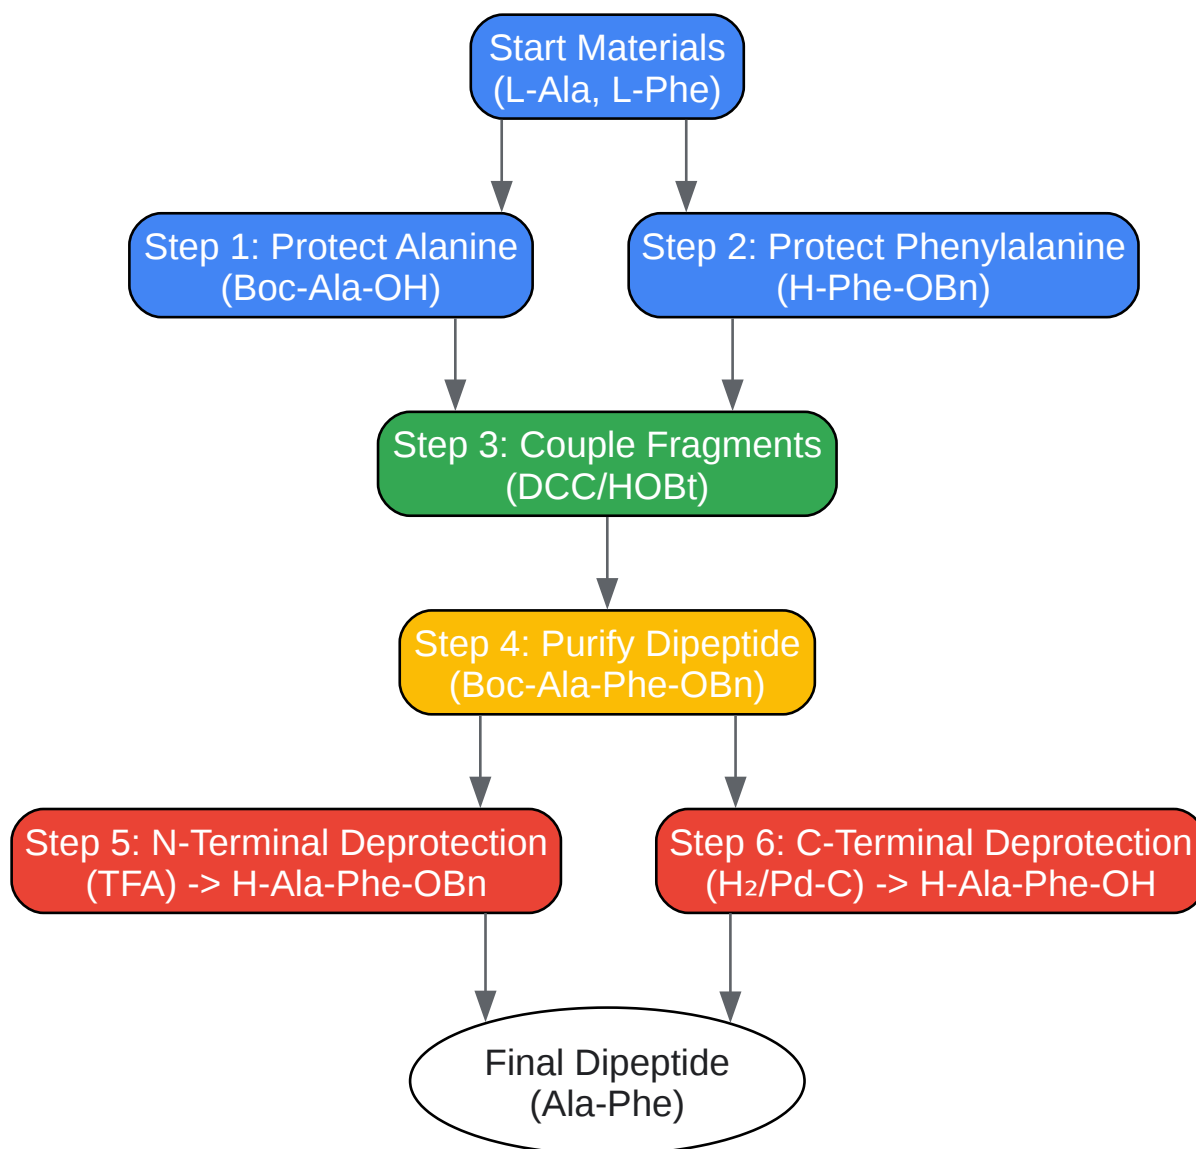 Start Materials
(L-Ala, L-Phe)
Step 1: Protect Alanine
(Boc-Ala-OH)
Step 2: Protect Phenylalanine
(H-Phe-OBn)
Step 3: Couple Fragments
(DCC/HOBt)
Step 4: Purify Dipeptide
(Boc-Ala-Phe-OBn)
Step 5: N-Terminal Deprotection
(TFA) -> H-Ala-Phe-OBn
Step 6: C-Terminal Deprotection
(H₂/Pd-C) -> H-Ala-Phe-OH
Final Dipeptide
(Ala-Phe)